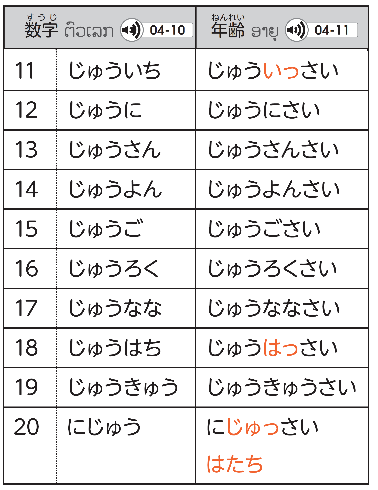 数字 ຕົວເລກ 04-10 年齢 ອາຍຸ 04-11
すうじ ねんれい
11 じゅういち じゅういっさい
12 じゅうに じゅうにさい
13 じゅうさん じゅうさんさい
14 じゅうよん じゅうよんさい
15 じゅうご じゅうごさい
16 じゅうろく じゅうろくさい
17 じゅうなな じゅうななさい
18 じゅうはち じゅうはっさい
19 じゅうきゅう じゅうきゅうさい
20 にじゅう にじゅっさい
はたち